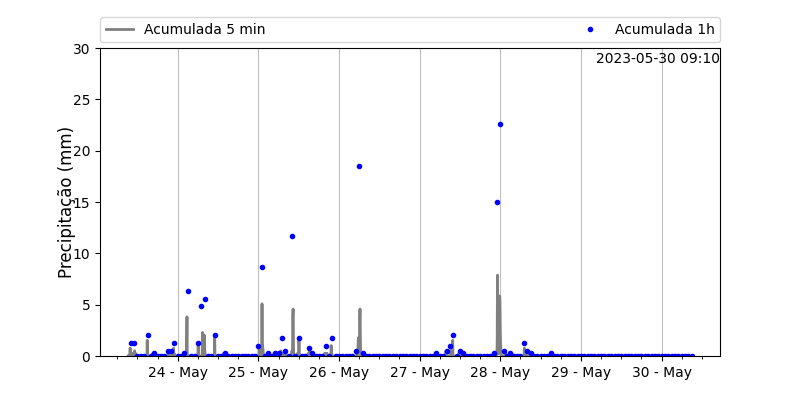 Acumulada 5 min
Acumulada 1h
2023-05-30 09:10
Precipitação (mm)
30
25
20
15
10
5
0
24 - May
25 - May
26 - May
27 - May
28 - May
29 - May
30 - May